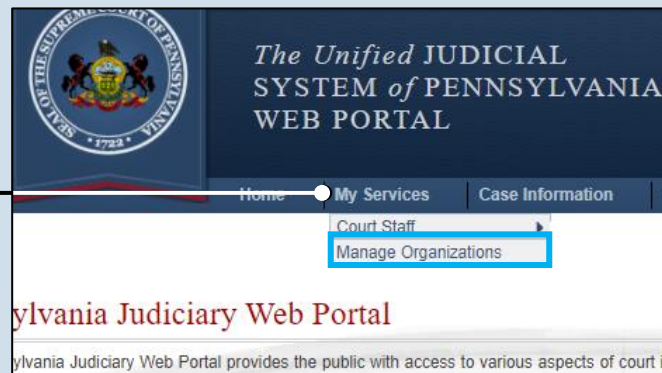 SEAL OF THE SUPREME COURT OF PENNSYLVANIA
• 1722 •
The Unified JUDICIAL
SYSTEM of PENNSYLVANIA
WEB PORTAL
Home My Services Case Information
Court Staff
Manage Organizations
ylvania Judiciary Web Portal
ylvania Judiciary Web Portal provides the public with access to various aspects of court i